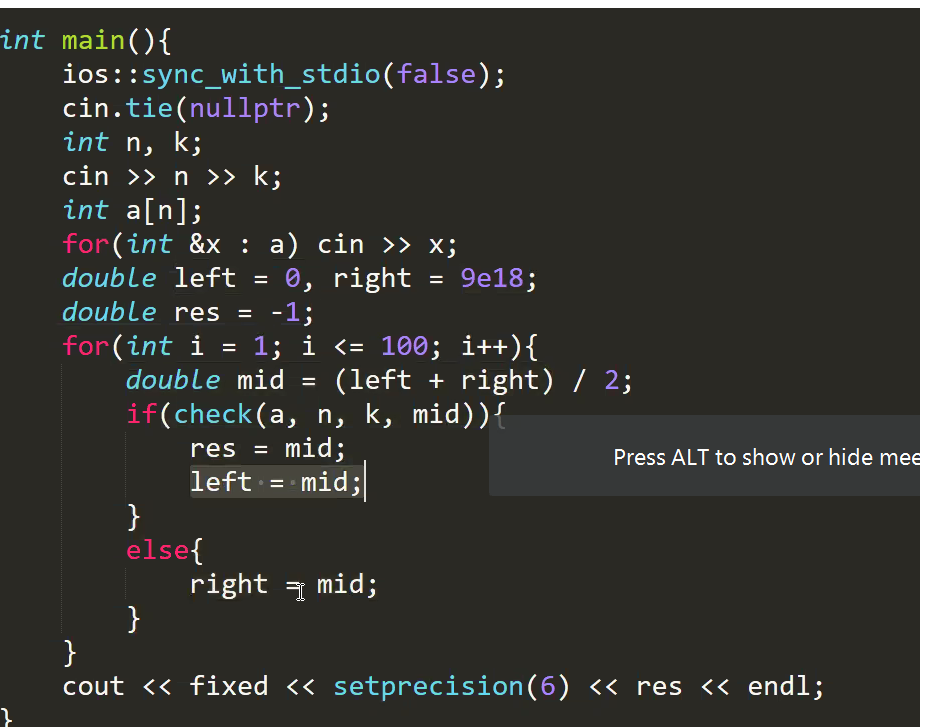 int main(){
ios::sync_with_stdio(false);
cin.tie(nullptr);
int n, k;
cin >> n >> k;
int a[n];
for(int &x : a) cin >> x;
double left = 0, right = 9e18;
double res = -1;
for(int i = 1; i <= 100; i++){
double mid = (left + right) / 2;
if(check(a, n, k, mid)){
res = mid;
Press ALT to show or hide mee
left = mid;
}
else{
right = mid;
}
}
cout << fixed << setprecision(6) << res << endl;
}